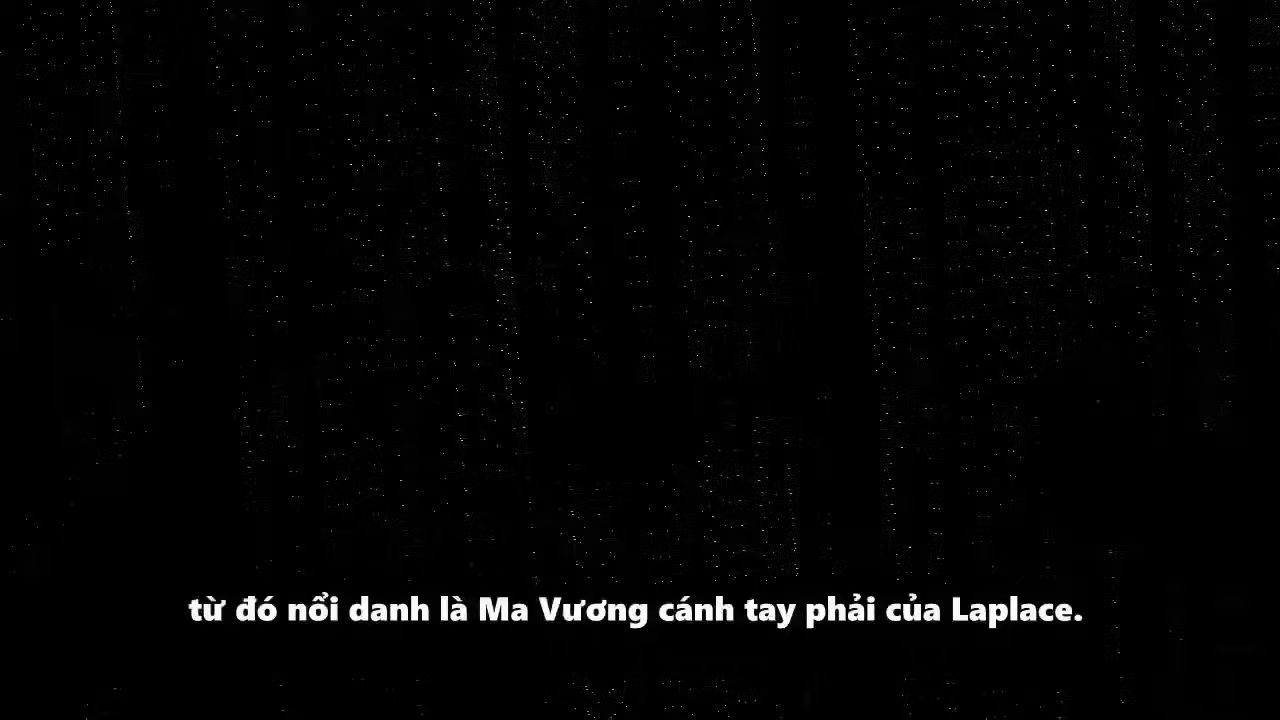 từ đó nổi danh là Ma Vương cánh tay phải của Laplace.